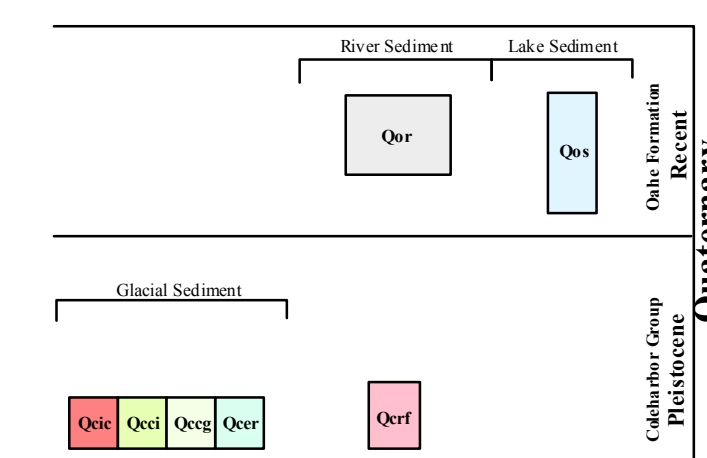 River Sediment
Lake Sediment
Qor
Qos
Oahe Formation
Recent
Quaternary
Glacial Sediment
Qcic
Qcci
Qccg
Qcer
Qcrf
Coleharbor Group
Pleistocene